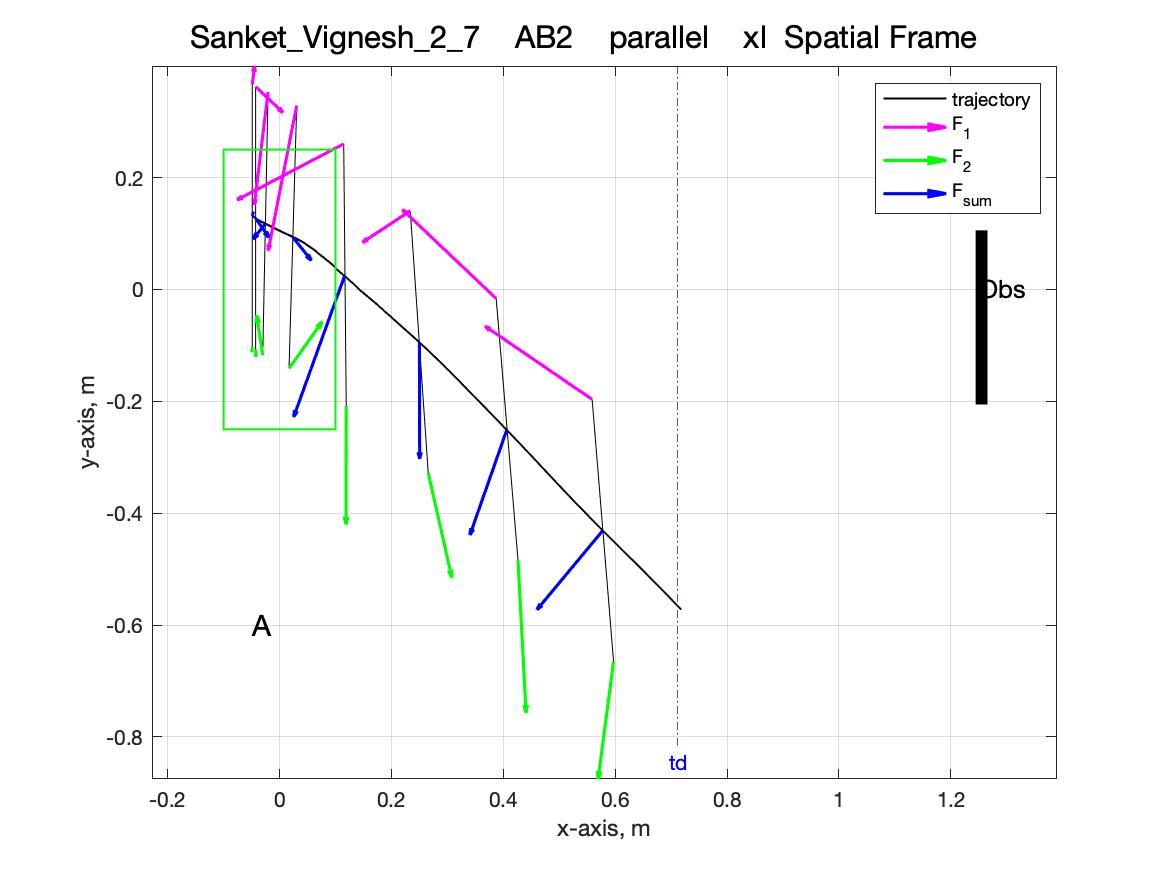 Sanket_Vignesh_2_7 AB2 parallel xl Spatial Frame
trajectory
F1
F2
Fsum
0.2
0
-0.2
-0.4
-0.6
-0.8
y-axis, m
Obs
A
td
-0.2 0 0.2 0.4 0.6 0.8 1 1.2
x-axis, m